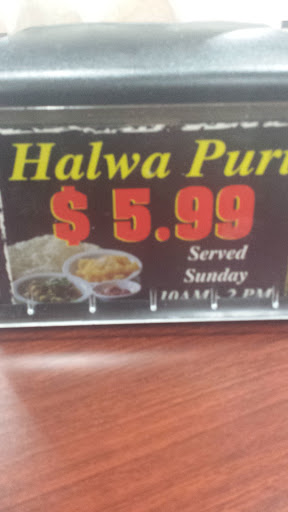 Halwa Puri
$ 5.99
Served
Sunday
10AM - 2 PM